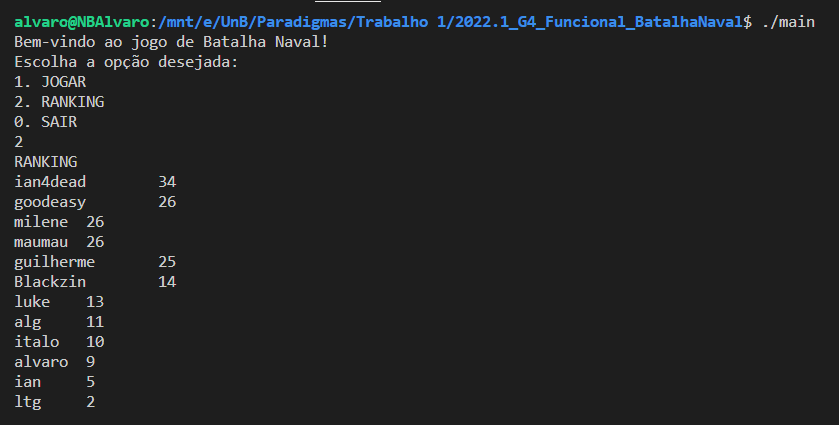 alvaro@NBAlvaro:/mnt/e/UnB/Paradigmas/Trabalho 1/2022.1_G4_Funcional_BatalhaNaval$ ./main
Bem-vindo ao jogo de Batalha Naval!
Escolha a opção desejada:
1. JOGAR
2. RANKING
0. SAIR
2
RANKING
ian4dead 34
goodeasy 26
milene 26
maumau 26
guilherme 25
Blackzin 14
luke 13
alg 11
italo 10
alvaro 9
ian 5
ltg 2